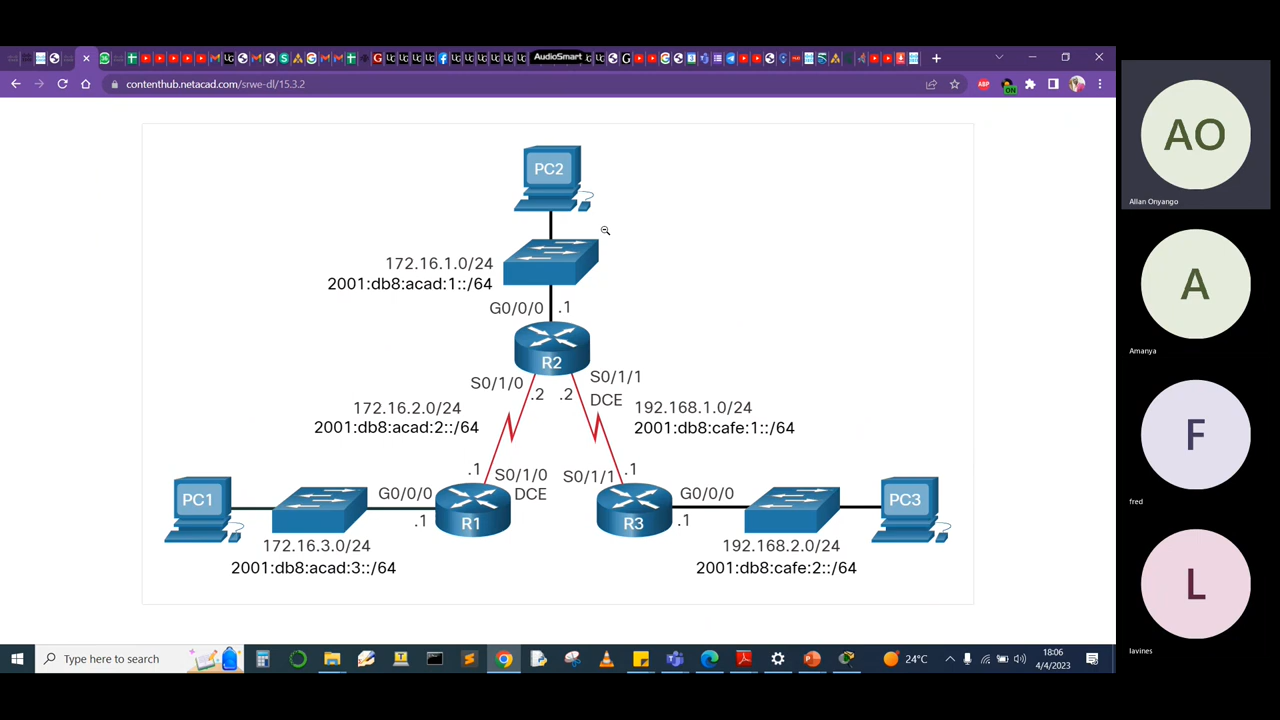 AudioSmart
contenthub.netacad.com/srwe-dl/15.3.2
ABP
ON
PC2
172.16.1.0/24
2001:db8:acad:1::/64
G0/0/0
.1
R2
S0/1/0
.2
.2
S0/1/1
DCE
172.16.2.0/24
2001:db8:acad:2::/64
192.168.1.0/24
2001:db8:cafe:1::/64
.1
S0/1/0
DCE
S0/1/1
.1
PC1
G0/0/0
.1
R1
R3
G0/0/0
.1
PC3
172.16.3.0/24
2001:db8:acad:3::/64
192.168.2.0/24
2001:db8:cafe:2::/64
AO
Allan Onyango
A
Amanya
F
fred
L
lavines
Type here to search
24°C
18:06
4/4/2023